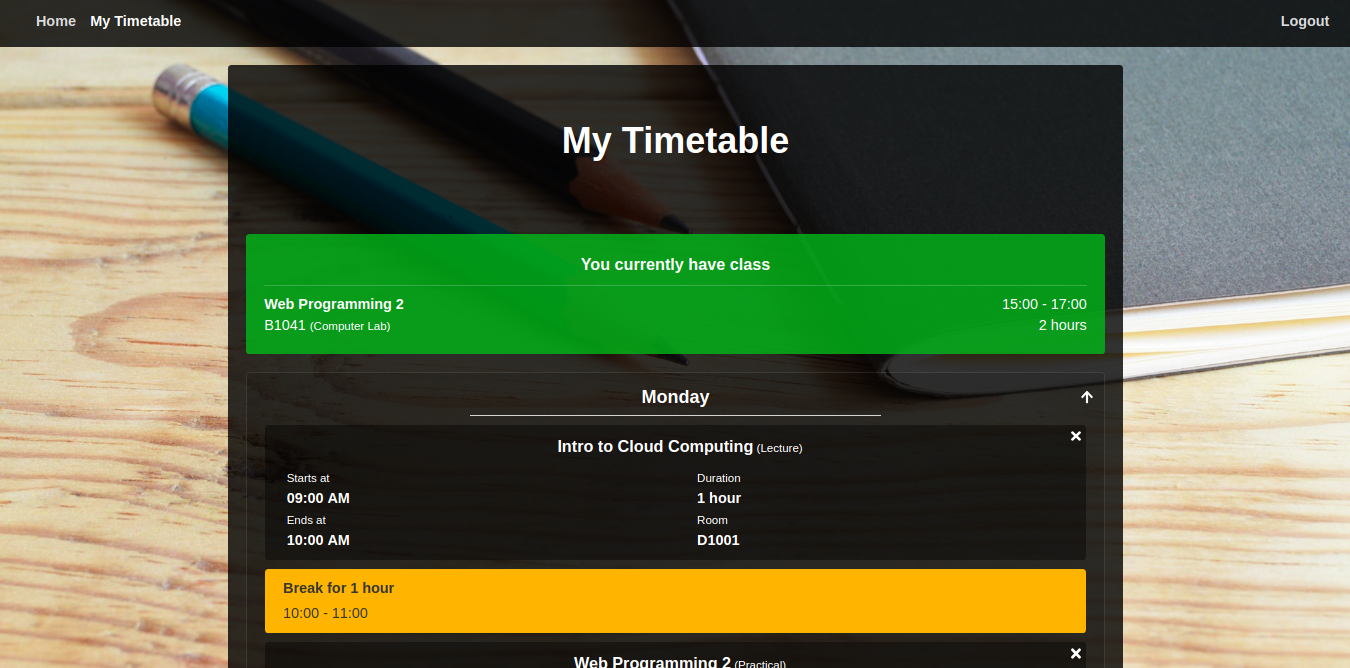 Home My Timetable Logout
My Timetable
You currently have class
Web Programming 2 15:00 - 17:00
B1041 (Computer Lab) 2 hours
Monday
Intro to Cloud Computing (Lecture)
Starts at Duration
09:00 AM 1 hour
Ends at Room
10:00 AM D1001
Break for 1 hour
10:00 - 11:00
Web Programming 2 (Practical)